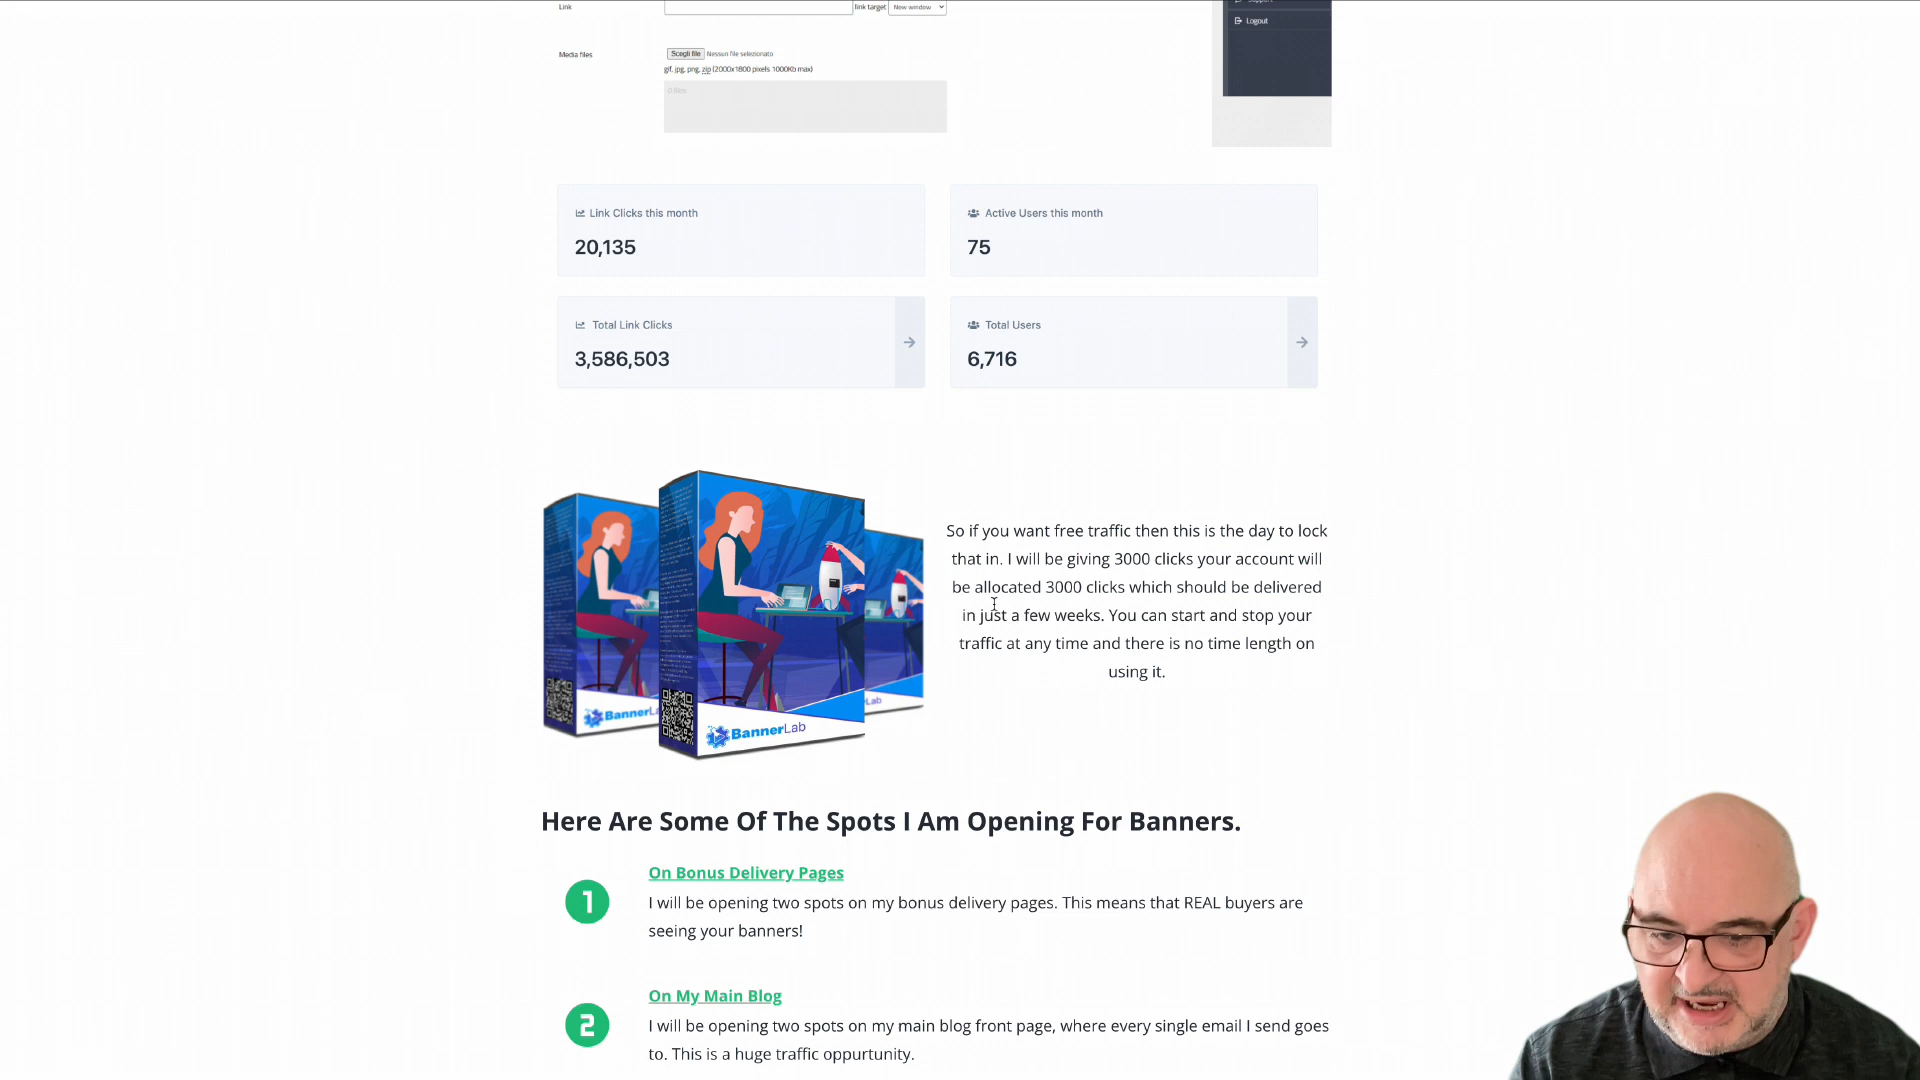 Link
link target New window
Support
Logout
Media files
Scegli file Nessun file selezionato
gif, jpg, png, zip (2000x1800 pixels 1000Kb max)
0 files
Link Clicks this month
20,135
Active Users this month
75
Total Link Clicks
3,586,503
Total Users
6,716
So if you want free traffic then this is the day to lock
that in. I will be giving 3000 clicks your account will
be allocated 3000 clicks which should be delivered
in just a few weeks. You can start and stop your
traffic at any time and there is no time length on
using it.
BannerLab
BannerLab
Lab
Here Are Some Of The Spots I Am Opening For Banners.
1
On Bonus Delivery Pages
I will be opening two spots on my bonus delivery pages. This means that REAL buyers are
seeing your banners!
2
On My Main Blog
I will be opening two spots on my main blog front page, where every single email I send goes
to. This is a huge traffic oppurtunity.